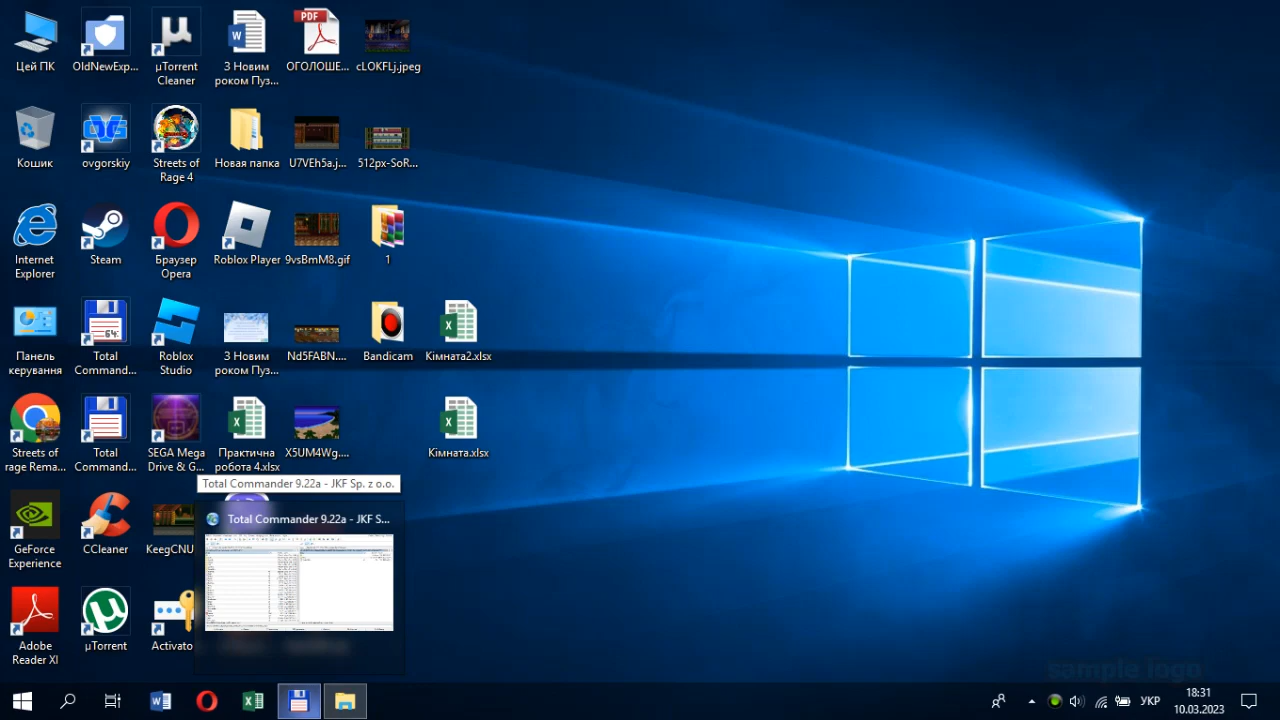 Цей ПК
OldNewExp...
µTorrent
Cleaner
З Новим
роком Пуз...
PDF
ОГОЛОШЕ...
cLOKFLj.jpeg
Кошик
OVG
ovgorskiy
Streets of
Rage 4
Новая папка
U7VEh5a.j...
512px-SoR...
Internet
Explorer
Steam
Браузер
Opera
Roblox Player
9vsBmM8.gif
1
Панель
керування
64
Total
Command...
Roblox
Studio
З Новим
роком Пуз...
Nd5FABN....
Bandicam
Кімната2.xlsx
Streets of
rage Rema...
Total
Command...
SEGA Mega
Drive & G...
Практична
робота 4.xlsx
X5UM4Wg....
Кімната.xlsx
Total Commander 9.22a - JKF Sp. z o.o.
Total Commander 9.22a - JKF S...
GeForce
Experience
CCleaner
KeegCNU
Adobe
Reader XI
µTorrent
Activato
sample logo
УКР
18:31
10.03.2023